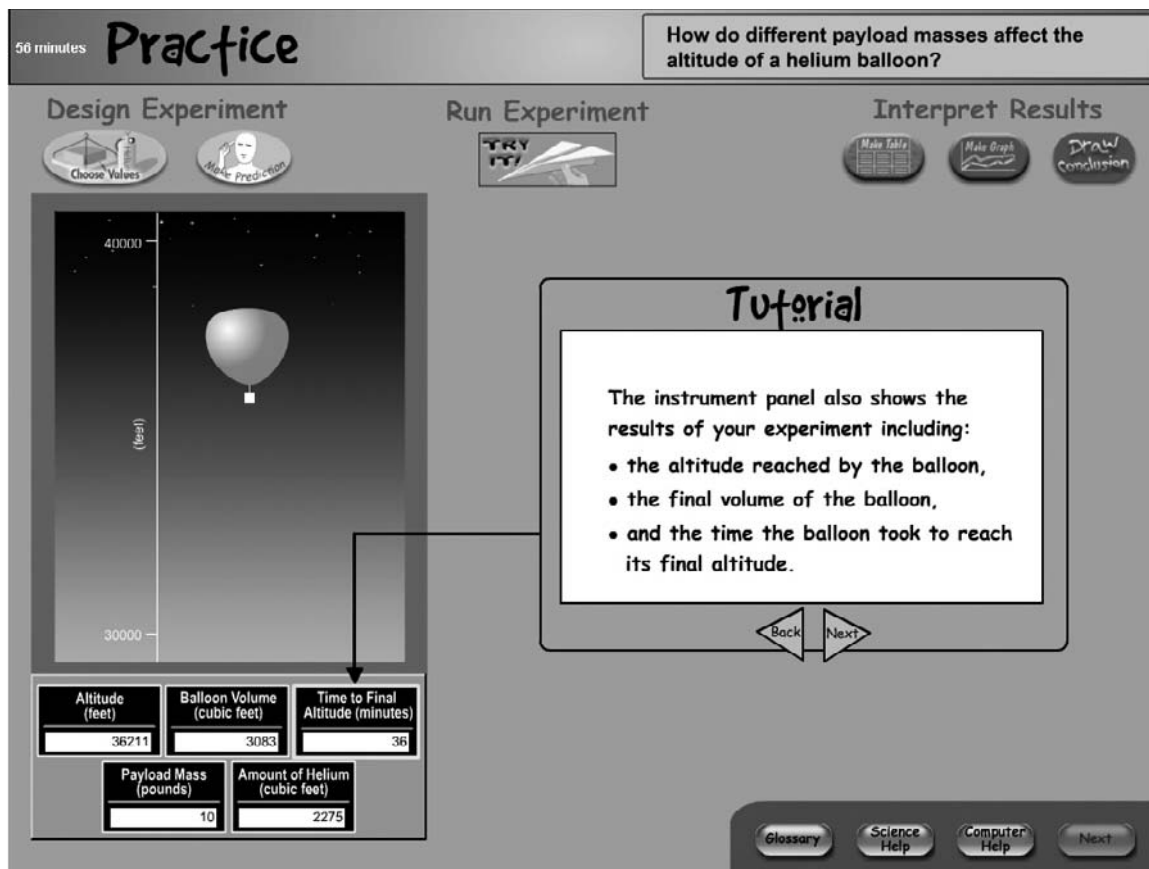 56 minutes Practice
How do different payload masses affect the
altitude of a helium balloon?
Design Experiment
Run Experiment
Interpret Results
Choose Values
Make Prediction
TRY
IT!
Make Table
Make Graph
Draw
Conclusion
40000
(feet)
30000
Tutorial
The instrument panel also shows the
results of your experiment including:
• the altitude reached by the balloon,
• the final volume of the balloon,
• and the time the balloon took to reach
its final altitude.
Back
Next
Altitude
(feet)
36211
Balloon Volume
(cubic feet)
3083
Time to Final
Altitude (minutes)
36
Payload Mass
(pounds)
10
Amount of Helium
(cubic feet)
2275
Glossary
Science
Help
Computer
Help
Next